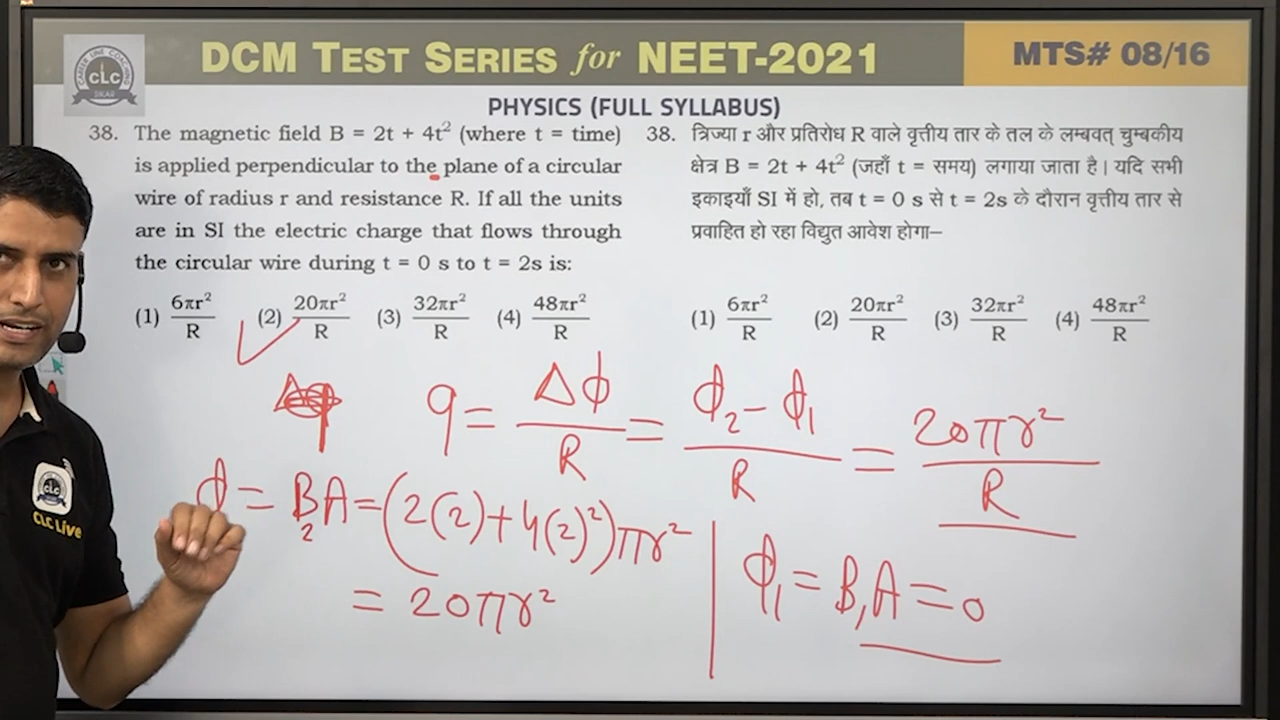 DCM TEST SERIES for NEET-2021
MTS# 08/16
CAREER LINE COACHING
CLC
SIKAR
PHYSICS (FULL SYLLABUS)
38. The magnetic field B = 2t + 4t² (where t = time)
is applied perpendicular to the plane of a circular
wire of radius r and resistance R. If all the units
are in SI the electric charge that flows through
the circular wire during t = 0 s to t = 2s is:
(1) 6πr²/R (2) 20πr²/R (3) 32πr²/R (4) 48πr²/R
38. त्रिज्या r और प्रतिरोध R वाले वृत्तीय तार के तल के लम्बवत् चुम्बकीय
क्षेत्र B = 2t + 4t² (जहाँ t = समय) लगाया जाता है। यदि सभी
इकाइयाँ SI में हो, तब t = 0 s से t = 2s के दौरान वृत्तीय तार से
प्रवाहित हो रहा विद्युत आवेश होगा–
(1) 6πr²/R (2) 20πr²/R (3) 32πr²/R (4) 48πr²/R
q = Δϕ/R = ϕ₂ - ϕ₁/R = 20πr²/R
= B₂A = (2(2)+4(2)²)πr²
= 20πr²
ϕ₁ = B₁A = 0
CLC
CLC Live